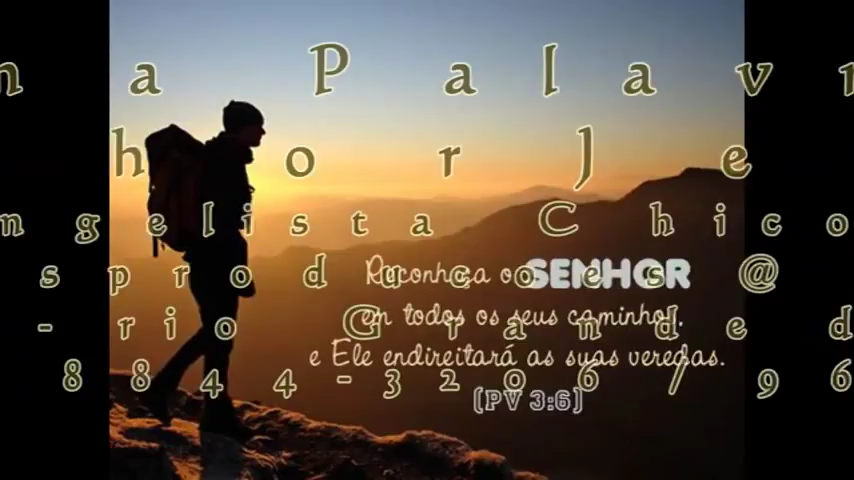 n a P a l a v r
h o r J e
n g e l i s t a C h i c o
s p r o d u c o e s @
- r i o G r a n d e d
8 8 4 4 - 3 2 0 6 / 9 6
Reconheça o SENHOR
em todos os seus caminhos,
e Ele endireitará as suas veredas.
(PV 3:6)